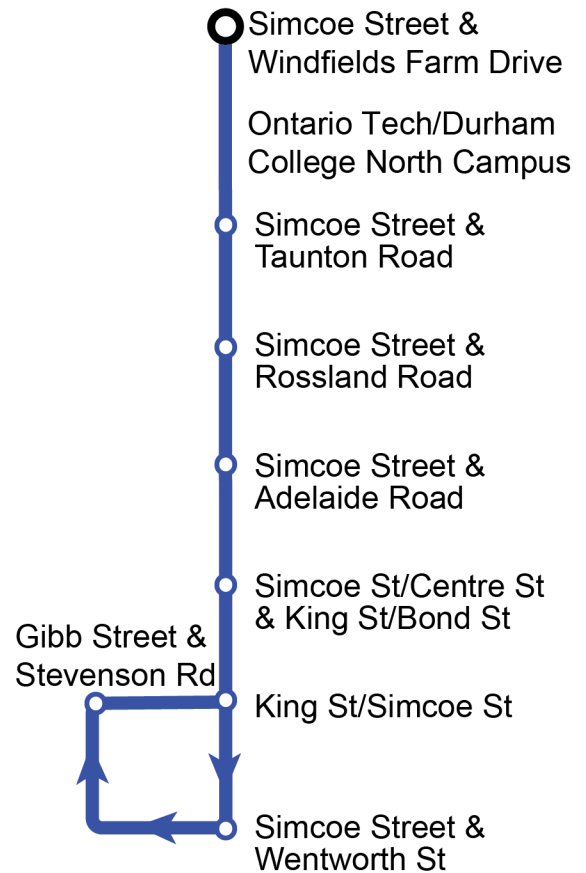 Simcoe Street &
Windfields Farm Drive
Ontario Tech/Durham
College North Campus
Simcoe Street &
Taunton Road
Simcoe Street &
Rossland Road
Simcoe Street &
Adelaide Road
Simcoe St/Centre St
& King St/Bond St
Gibb Street &
Stevenson Rd
King St/Simcoe St
Simcoe Street &
Wentworth St